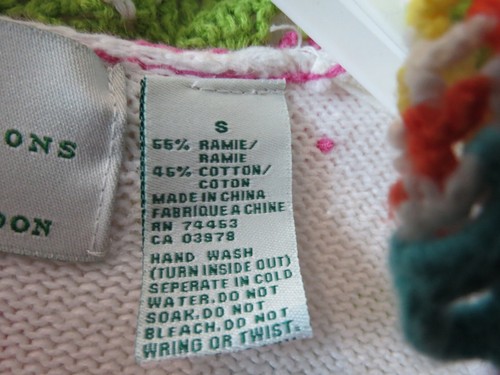 ONS
DON
S
55% RAMIE/
RAMIE
45% COTTON/
COTON
MADE IN CHINA
FABRIQUE A CHINE
RN 74453
CA 03978
HAND WASH
(TURN INSIDE OUT)
SEPERATE IN COLD
WATER. DO NOT
SOAK. DO NOT
BLEACH. DO NOT
WRING OR TWIST.